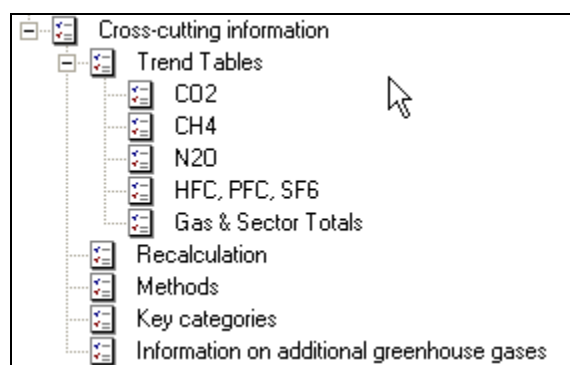 Cross-cutting information
Trend Tables
CO2
CH4
N2O
HFC, PFC, SF6
Gas & Sector Totals
Recalculation
Methods
Key categories
Information on additional greenhouse gases